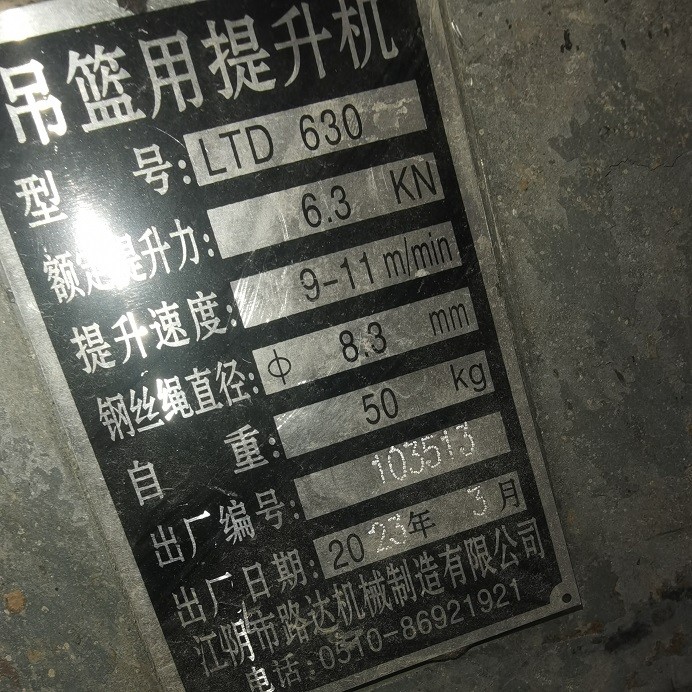 吊篮用提升机
型 号: LTD 630
额定提升力: 6.3 KN
提升速度: 9-11 m/min
钢丝绳直径: ф 8.3 mm
自 重: 50 kg
出厂编号: 103513
出厂日期: 2023年 3月
江阴市路达机械制造有限公司
电话: 0510-86921921